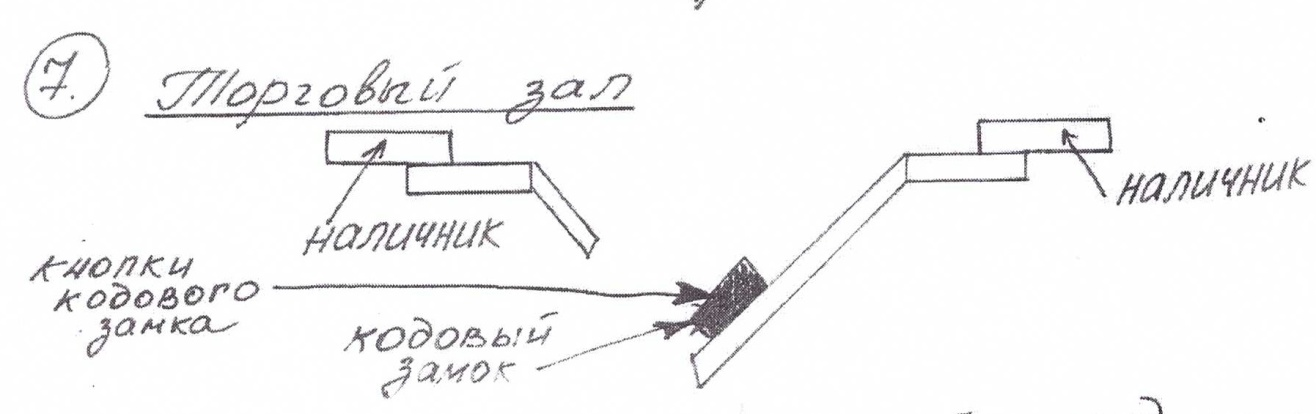 7. Торговый зал
наличник
наличник
кнопки
кодового
замка
кодовый
замок